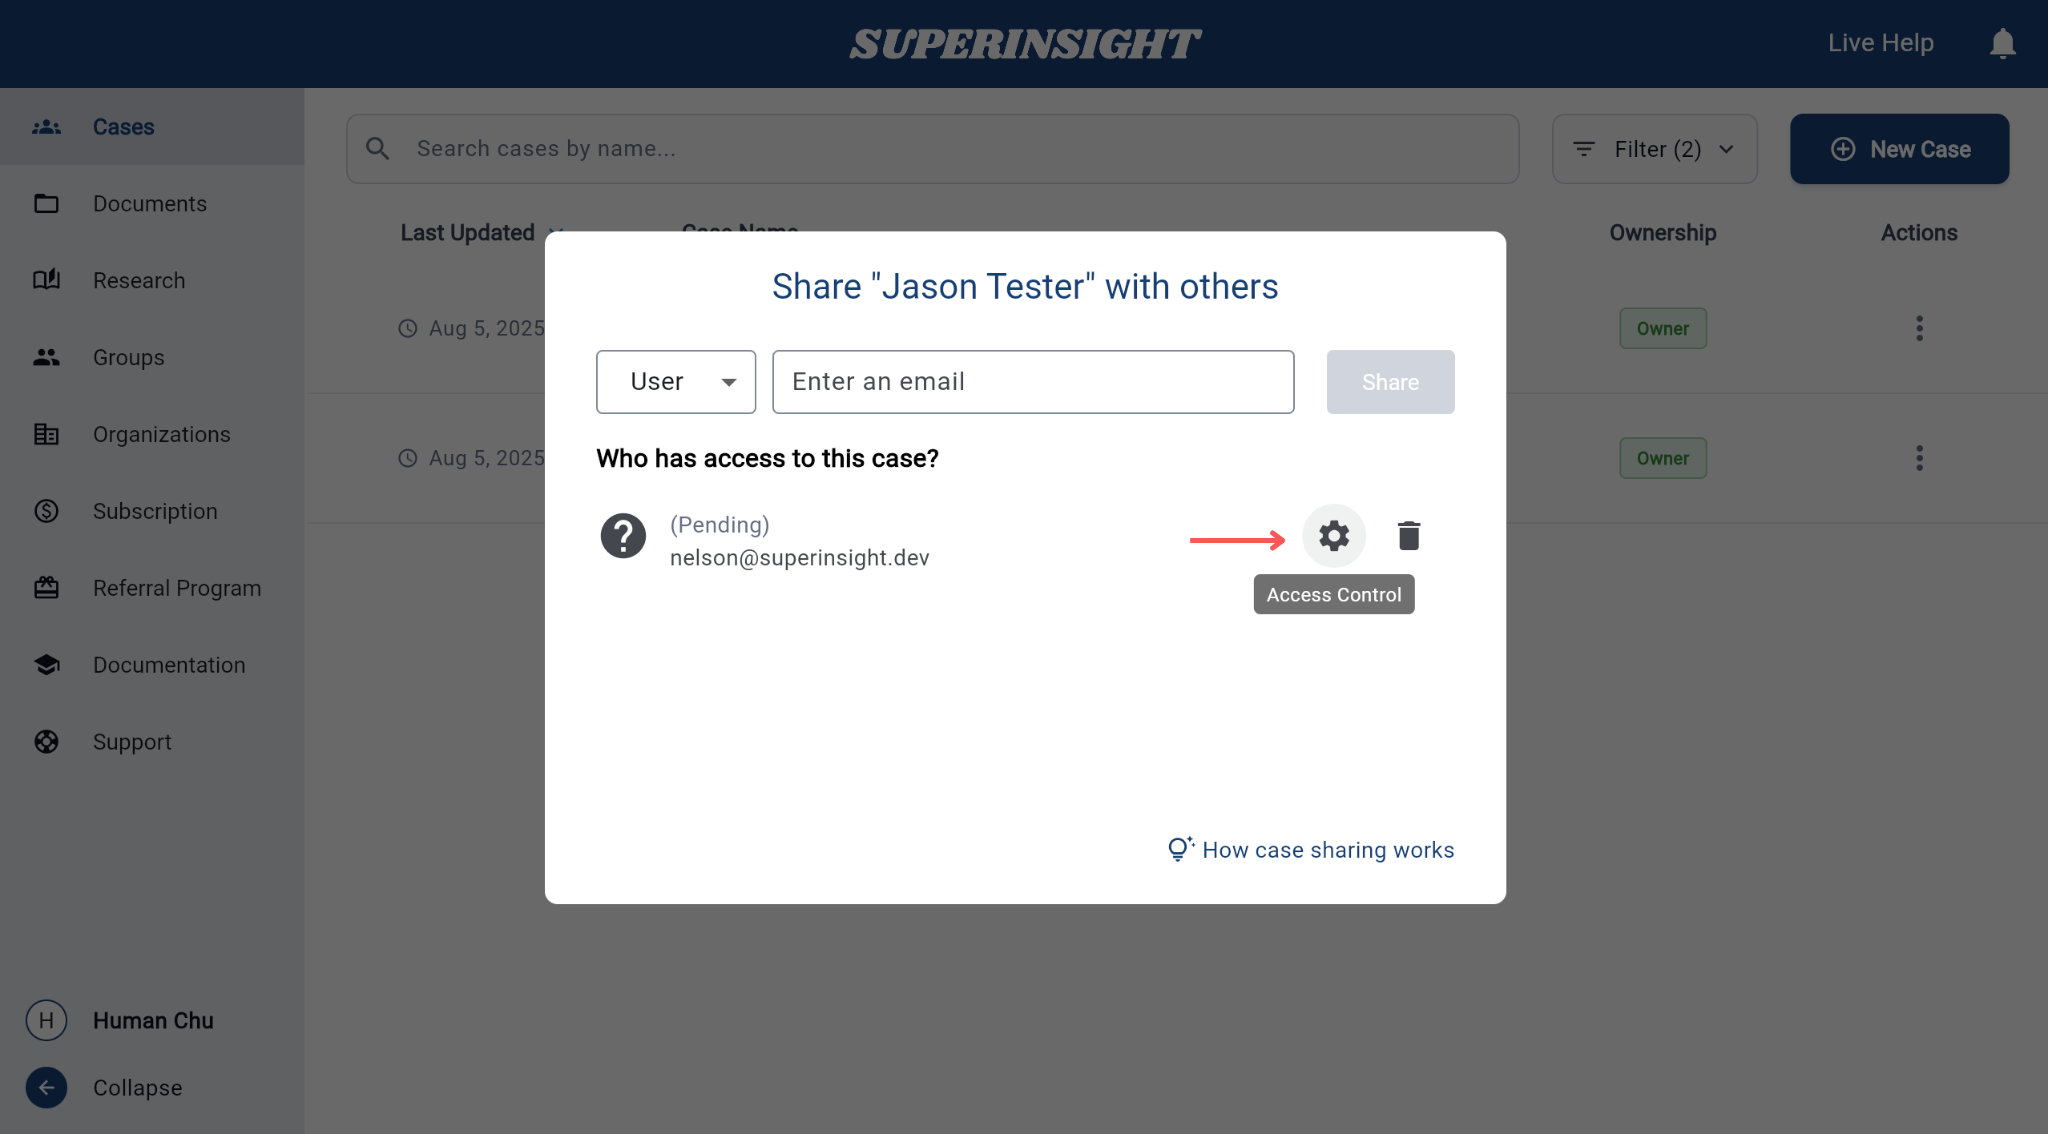 SUPERINSIGHT
Live Help
Cases
Documents
Research
Groups
Organizations
Subscription
Referral Program
Documentation
Support
H Human Chu
Collapse
Search cases by name...
Filter (2)
New Case
Last Updated Case Name Ownership Actions
Aug 5, 2025 Owner
Aug 5, 2025 Owner
Share "Jason Tester" with others
User Enter an email Share
Who has access to this case?
(Pending)
nelson@superinsight.dev
Access Control
How case sharing works